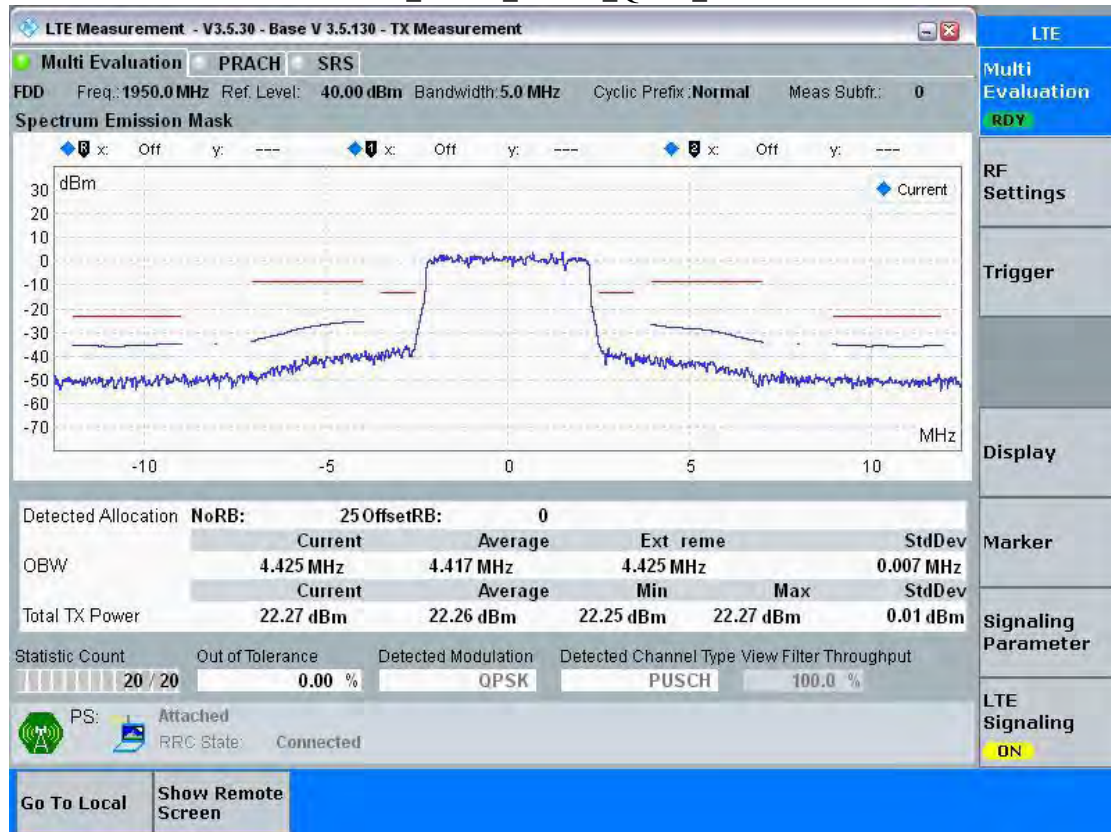 LTE Measurement - V3.5.30 - Base V 3.5.130 - TX Measurement
LTE
Multi Evaluation PRACH SRS
Multi Evaluation
RDY
FDD Freq.: 1950.0 MHz Ref. Level: 40.00 dBm Bandwidth: 5.0 MHz Cyclic Prefix : Normal Meas Subfr.: 0
Spectrum Emission Mask
R x: Off y: --- 1 x: Off y: --- 2 x: Off y: ---
dBm
Current
30
20
10
0
-10
-20
-30
-40
-50
-60
-70
MHz
-10 -5 0 5 10
RF Settings
Trigger
Display
Marker
Signaling Parameter
LTE Signaling
ON
Detected Allocation NoRB: 25 OffsetRB: 0
Current Average Ext reme StdDev
OBW 4.425 MHz 4.417 MHz 4.425 MHz 0.007 MHz
Current Average Min Max StdDev
Total TX Power 22.27 dBm 22.26 dBm 22.25 dBm 22.27 dBm 0.01 dBm
Statistic Count Out of Tolerance Detected Modulation Detected Channel Type View Filter Throughput
20 / 20 0.00 % QPSK PUSCH 100.0 %
PS: Attached
RRC State: Connected
Go To Local
Show Remote Screen